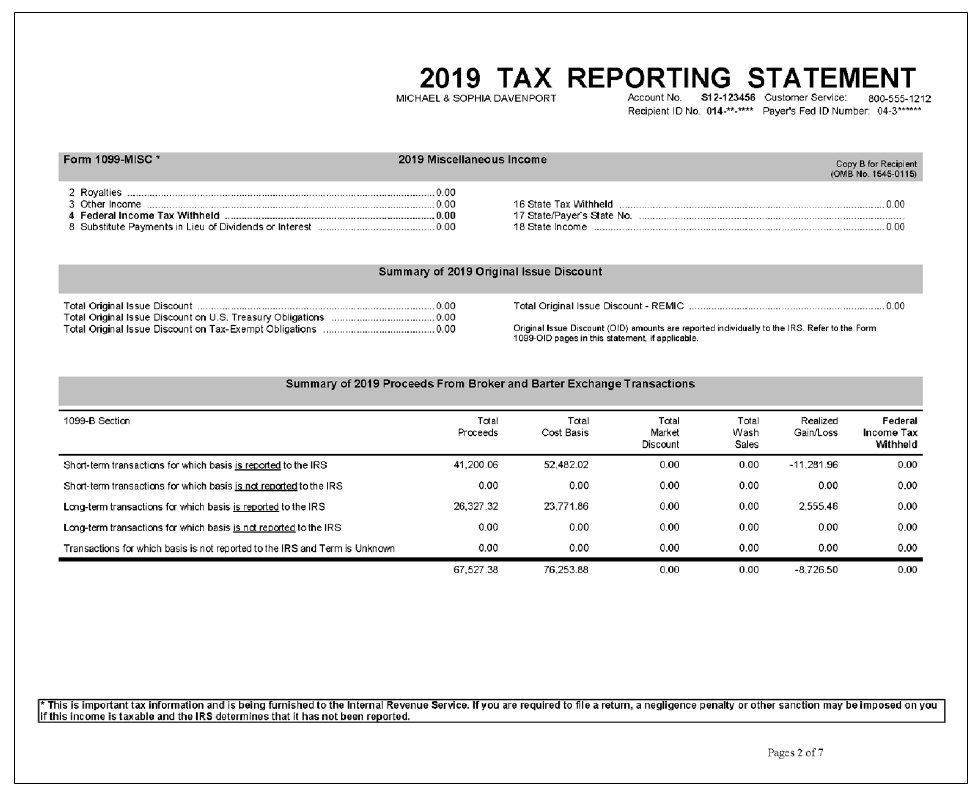 2019 TAX REPORTING STATEMENT
MICHAEL & SOPHIA DAVENPORT Account No. S12-123456 Customer Service: 800-555-1212
Recipient ID No. 014-**-**** Payer's Fed ID Number: 04-3******
Form 1099-MISC * 2019 Miscellaneous Income Copy B for Recipient
(OMB No. 1545-0115)
2 Royalties 0.00
3 Other Income 0.00 16 State Tax Withheld 0.00
4 Federal Income Tax Withheld 0.00 17 State/Payer's State No.
8 Substitute Payments in Lieu of Dividends or Interest 0.00 18 State Income 0.00
Summary of 2019 Original Issue Discount
Total Original Issue Discount 0.00 Total Original Issue Discount - REMIC 0.00
Total Original Issue Discount on U.S. Treasury Obligations 0.00
Total Original Issue Discount on Tax-Exempt Obligations 0.00 Original Issue Discount (OID) amounts are reported individually to the IRS. Refer to the Form
1099-OID pages in this statement, if applicable.
Summary of 2019 Proceeds From Broker and Barter Exchange Transactions
1099-B Section Total Total Total Total Realized Federal
Proceeds Cost Basis Market Wash Gain/Loss Income Tax
Discount Sales Withheld
Short-term transactions for which basis is reported to the IRS 41,200.06 52,482.02 0.00 0.00 -11,281.96 0.00
Short-term transactions for which basis is not reported to the IRS 0.00 0.00 0.00 0.00 0.00 0.00
Long-term transactions for which basis is reported to the IRS 26,327.32 23,771.86 0.00 0.00 2,555.46 0.00
Long-term transactions for which basis is not reported to the IRS 0.00 0.00 0.00 0.00 0.00 0.00
Transactions for which basis is not reported to the IRS and Term is Unknown 0.00 0.00 0.00 0.00 0.00 0.00
67,527.38 76,253.88 0.00 0.00 -8,726.50 0.00
* This is important tax information and is being furnished to the Internal Revenue Service. If you are required to file a return, a negligence penalty or other sanction may be imposed on you
if this income is taxable and the IRS determines that it has not been reported.
Pages 2 of 7